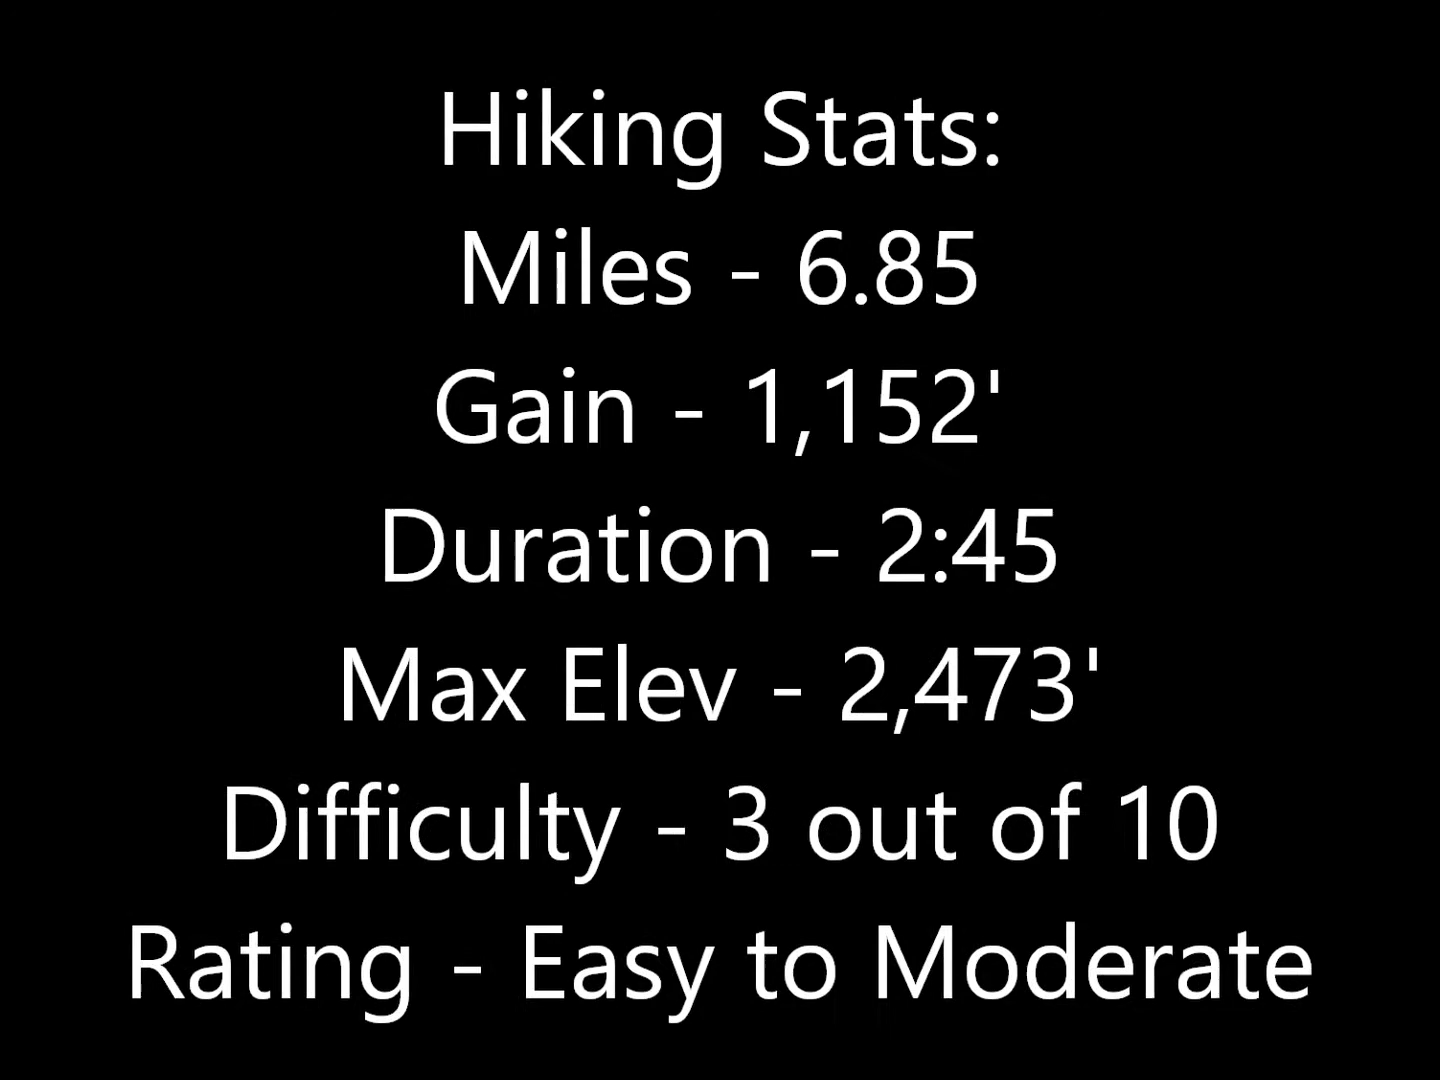 Hiking Stats:
Miles - 6.85
Gain - 1,152'
Duration - 2:45
Max Elev - 2,473'
Difficulty - 3 out of 10
Rating - Easy to Moderate